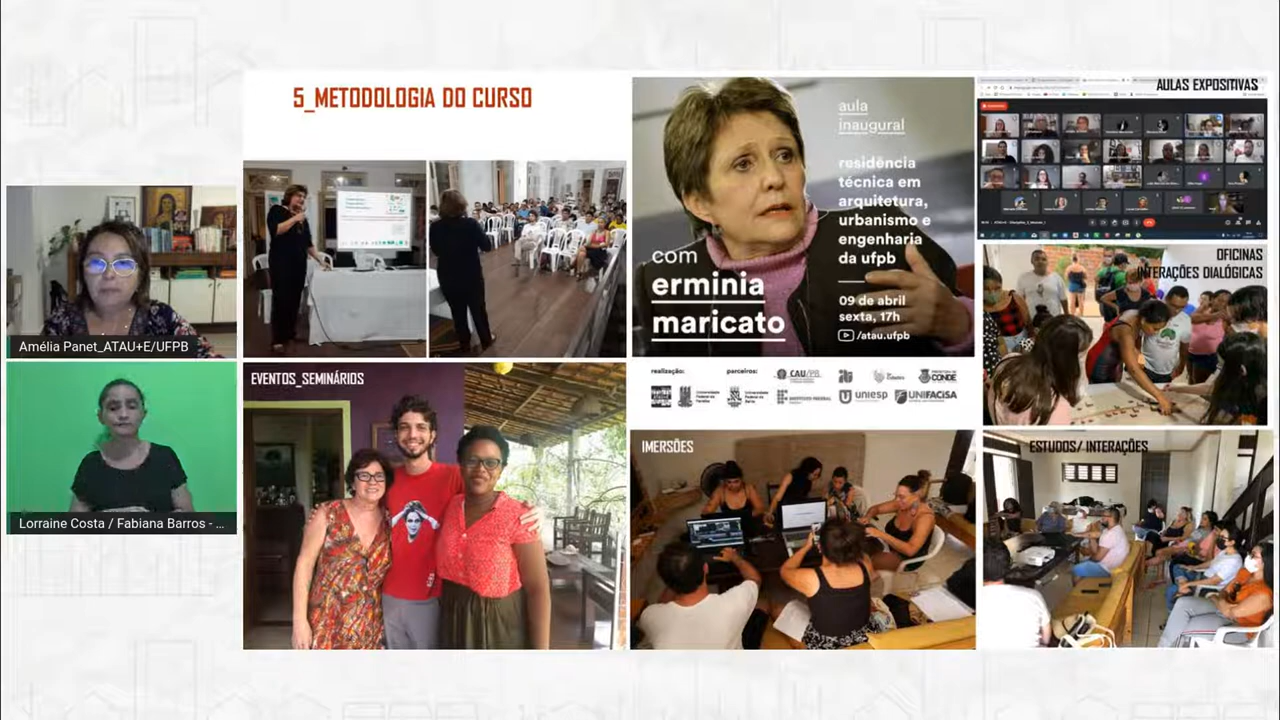 5_METODOLOGIA DO CURSO
aula
inaugural
residência
técnica em
arquitetura,
urbanismo e
engenharia
da ufpb
com
erminia
maricato
09 de abril
sexta, 17h
/atau.ufpb
realização:
parceiros:
CAU/PB
CONDE
uniesp
UNIFACISA
AULAS EXPOSITIVAS
OFICINAS
INTERAÇÕES DIALÓGICAS
EVENTOS_SEMINÁRIOS
IMERSÕES
ESTUDOS/ INTERAÇÕES
Amélia Panet_ATAU+E/UFPB
Lorraine Costa / Fabiana Barros - ...